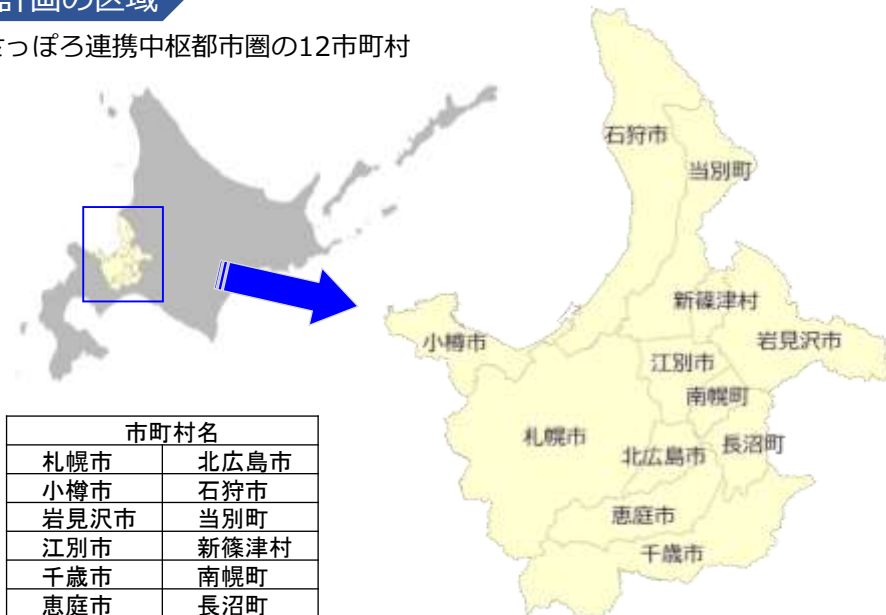 計画の区域
さっぽろ連携中枢都市圏の12市町村
石狩市
当別町
新篠津村
岩見沢市
小樽市
江別市
南幌町
札幌市
北広島市
長沼町
恵庭市
千歳市
市町村名
札幌市 北広島市
小樽市 石狩市
岩見沢市 当別町
江別市 新篠津村
千歳市 南幌町
恵庭市 長沼町